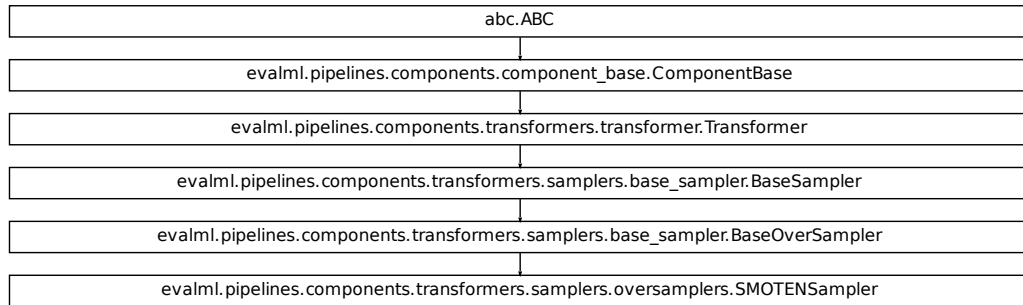 abc.ABC
evalml.pipelines.components.component_base.ComponentBase
evalml.pipelines.components.transformers.transformer.Transformer
evalml.pipelines.components.transformers.samplers.base_sampler.BaseSampler
evalml.pipelines.components.transformers.samplers.base_sampler.BaseOverSampler
evalml.pipelines.components.transformers.samplers.oversamplers.SMOTENSampler